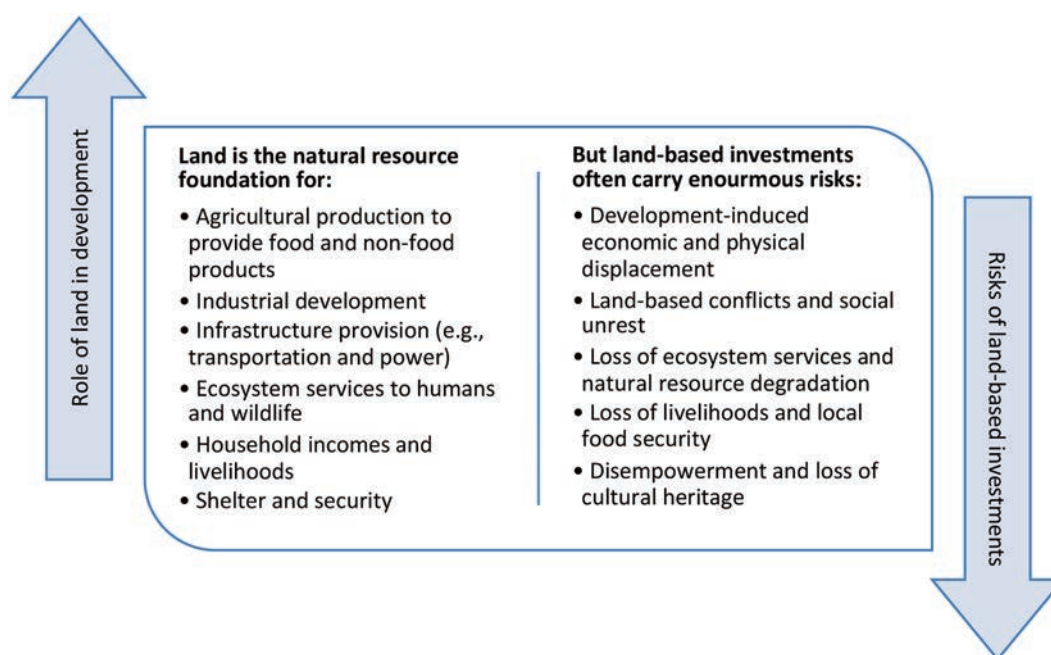 Role of land in development
Land is the natural resource
foundation for:
• Agricultural production to
provide food and non-food
products
• Industrial development
• Infrastructure provision (e.g.,
transportation and power)
• Ecosystem services to humans
and wildlife
• Household incomes and
livelihoods
• Shelter and security
But land-based investments
often carry enourmous risks:
• Development-induced
economic and physical
displacement
• Land-based conflicts and social
unrest
• Loss of ecosystem services and
natural resource degradation
• Loss of livelihoods and local
food security
• Disempowerment and loss of
cultural heritage
Risks of land-based investments